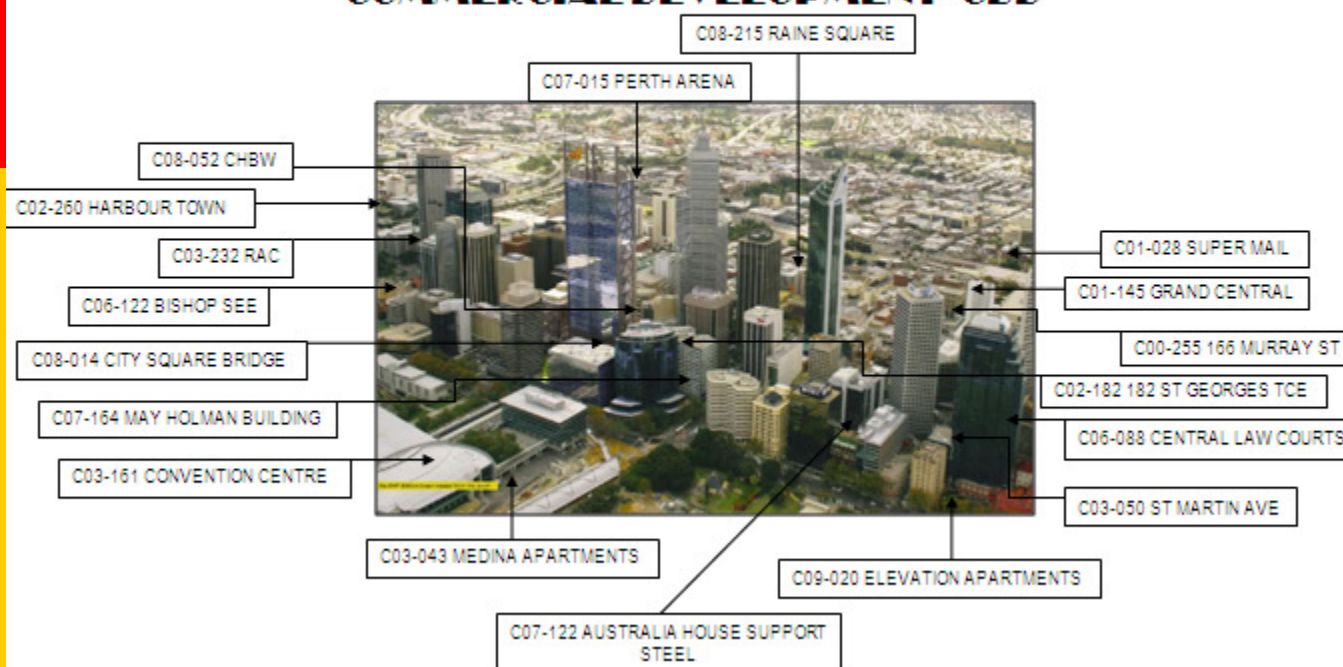 COMMERCIAL DEVELOPMENT CBD
C08-215 RAINE SQUARE
C07-015 PERTH ARENA
C08-052 CHBW
C02-260 HARBOUR TOWN
C03-232 RAC
C06-122 BISHOP SEE
C08-014 CITY SQUARE BRIDGE
C07-164 MAY HOLMAN BUILDING
C03-161 CONVENTION CENTRE
C01-028 SUPER MAIL
C01-145 GRAND CENTRAL
C00-255 166 MURRAY ST
C02-182 182 ST GEORGES TCE
C06-088 CENTRAL LAW COURTS
C03-050 ST MARTIN AVE
C03-043 MEDINA APARTMENTS
C09-020 ELEVATION APARTMENTS
C07-122 AUSTRALIA HOUSE SUPPORT
STEEL